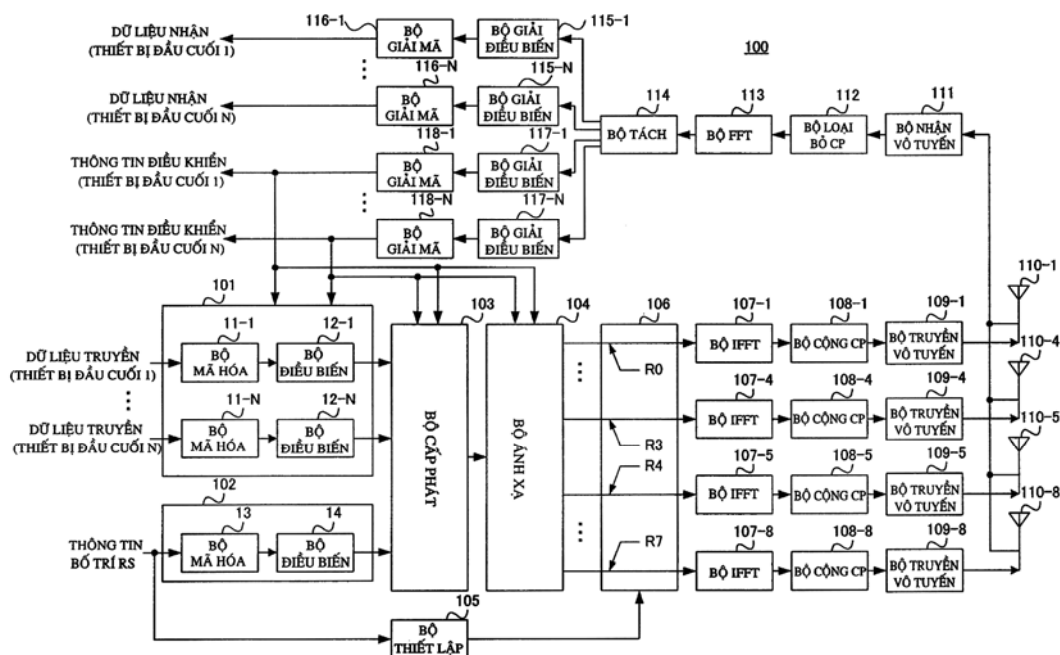 100
116-1
115-1
DỮ LIỆU NHẬN
(THIẾT BỊ ĐẦU CUỐI 1)
BỘ
GIẢI MÃ
BỘ GIẢI
ĐIỀU BIẾN
116-N
115-N
DỮ LIỆU NHẬN
(THIẾT BỊ ĐẦU CUỐI N)
BỘ
GIẢI MÃ
BỘ GIẢI
ĐIỀU BIẾN
114
113
112
111
BỘ TÁCH
BỘ FFT
BỘ LOẠI
BỎ CP
BỘ NHẬN
VÔ TUYẾN
118-1
117-1
THÔNG TIN ĐIỀU KHIỂN
(THIẾT BỊ ĐẦU CUỐI 1)
BỘ
GIẢI MÃ
BỘ GIẢI
ĐIỀU BIẾN
118-N
117-N
THÔNG TIN ĐIỀU KHIỂN
(THIẾT BỊ ĐẦU CUỐI N)
BỘ
GIẢI MÃ
BỘ GIẢI
ĐIỀU BIẾN
101
103
104
106
107-1
108-1
109-1
110-1
11-1
12-1
DỮ LIỆU TRUYỀN
(THIẾT BỊ ĐẦU CUỐI 1)
BỘ
MÃ HÓA
BỘ
ĐIỀU BIẾN
R0
BỘ IFFT
BỘ CỘNG CP
BỘ TRUYỀN
VÔ TUYẾN
110-4
11-N
12-N
DỮ LIỆU TRUYỀN
(THIẾT BỊ ĐẦU CUỐI N)
BỘ
MÃ HÓA
BỘ
ĐIỀU BIẾN
BỘ CẤP PHÁT
BỘ ÁNH XẠ
107-4
108-4
109-4
R3
BỘ IFFT
BỘ CỘNG CP
BỘ TRUYỀN
VÔ TUYẾN
110-5
107-5
108-5
109-5
R4
BỘ IFFT
BỘ CỘNG CP
BỘ TRUYỀN
VÔ TUYẾN
110-8
102
13
14
THÔNG TIN
BỐ TRÍ RS
BỘ
MÃ HÓA
BỘ
ĐIỀU BIẾN
107-8
108-8
109-8
R7
BỘ IFFT
BỘ CỘNG CP
BỘ TRUYỀN
VÔ TUYẾN
105
BỘ
THIẾT LẬP